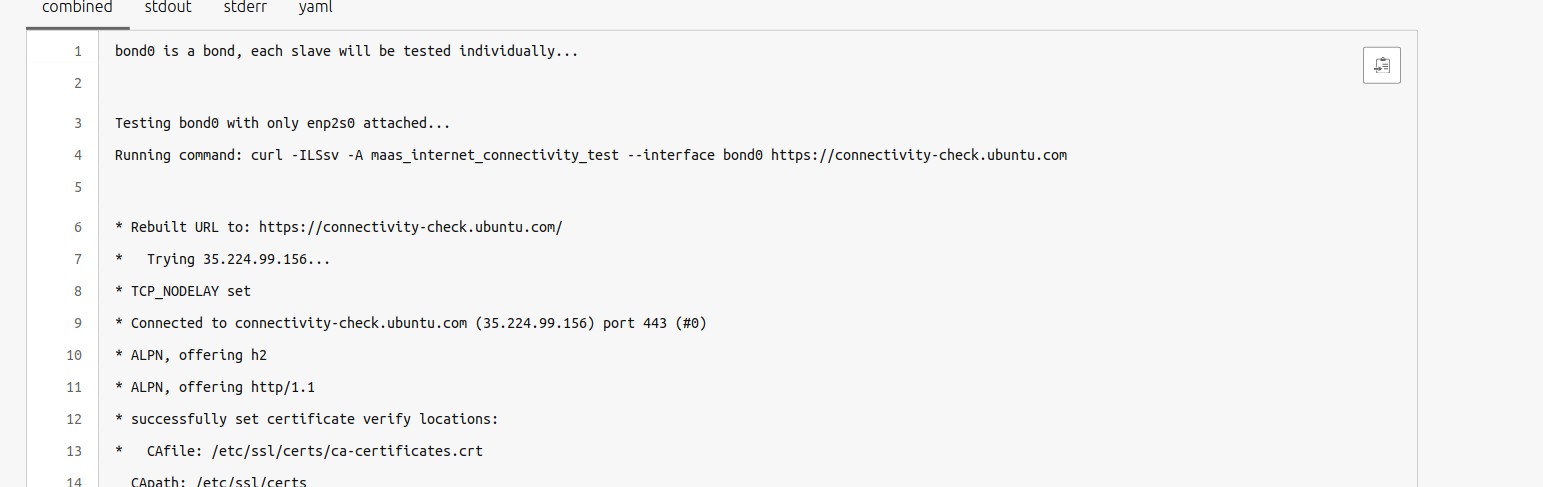 combined stdout stderr yaml
1 bond0 is a bond, each slave will be tested individually...
2
3 Testing bond0 with only enp2s0 attached...
4 Running command: curl -ILSsv -A maas_internet_connectivity_test --interface bond0 https://connectivity-check.ubuntu.com
5
6 * Rebuilt URL to: https://connectivity-check.ubuntu.com/
7 *   Trying 35.224.99.156...
8 * TCP_NODELAY set
9 * Connected to connectivity-check.ubuntu.com (35.224.99.156) port 443 (#0)
10 * ALPN, offering h2
11 * ALPN, offering http/1.1
12 * successfully set certificate verify locations:
13 *   CAfile: /etc/ssl/certs/ca-certificates.crt
14   CApath: /etc/ssl/certs